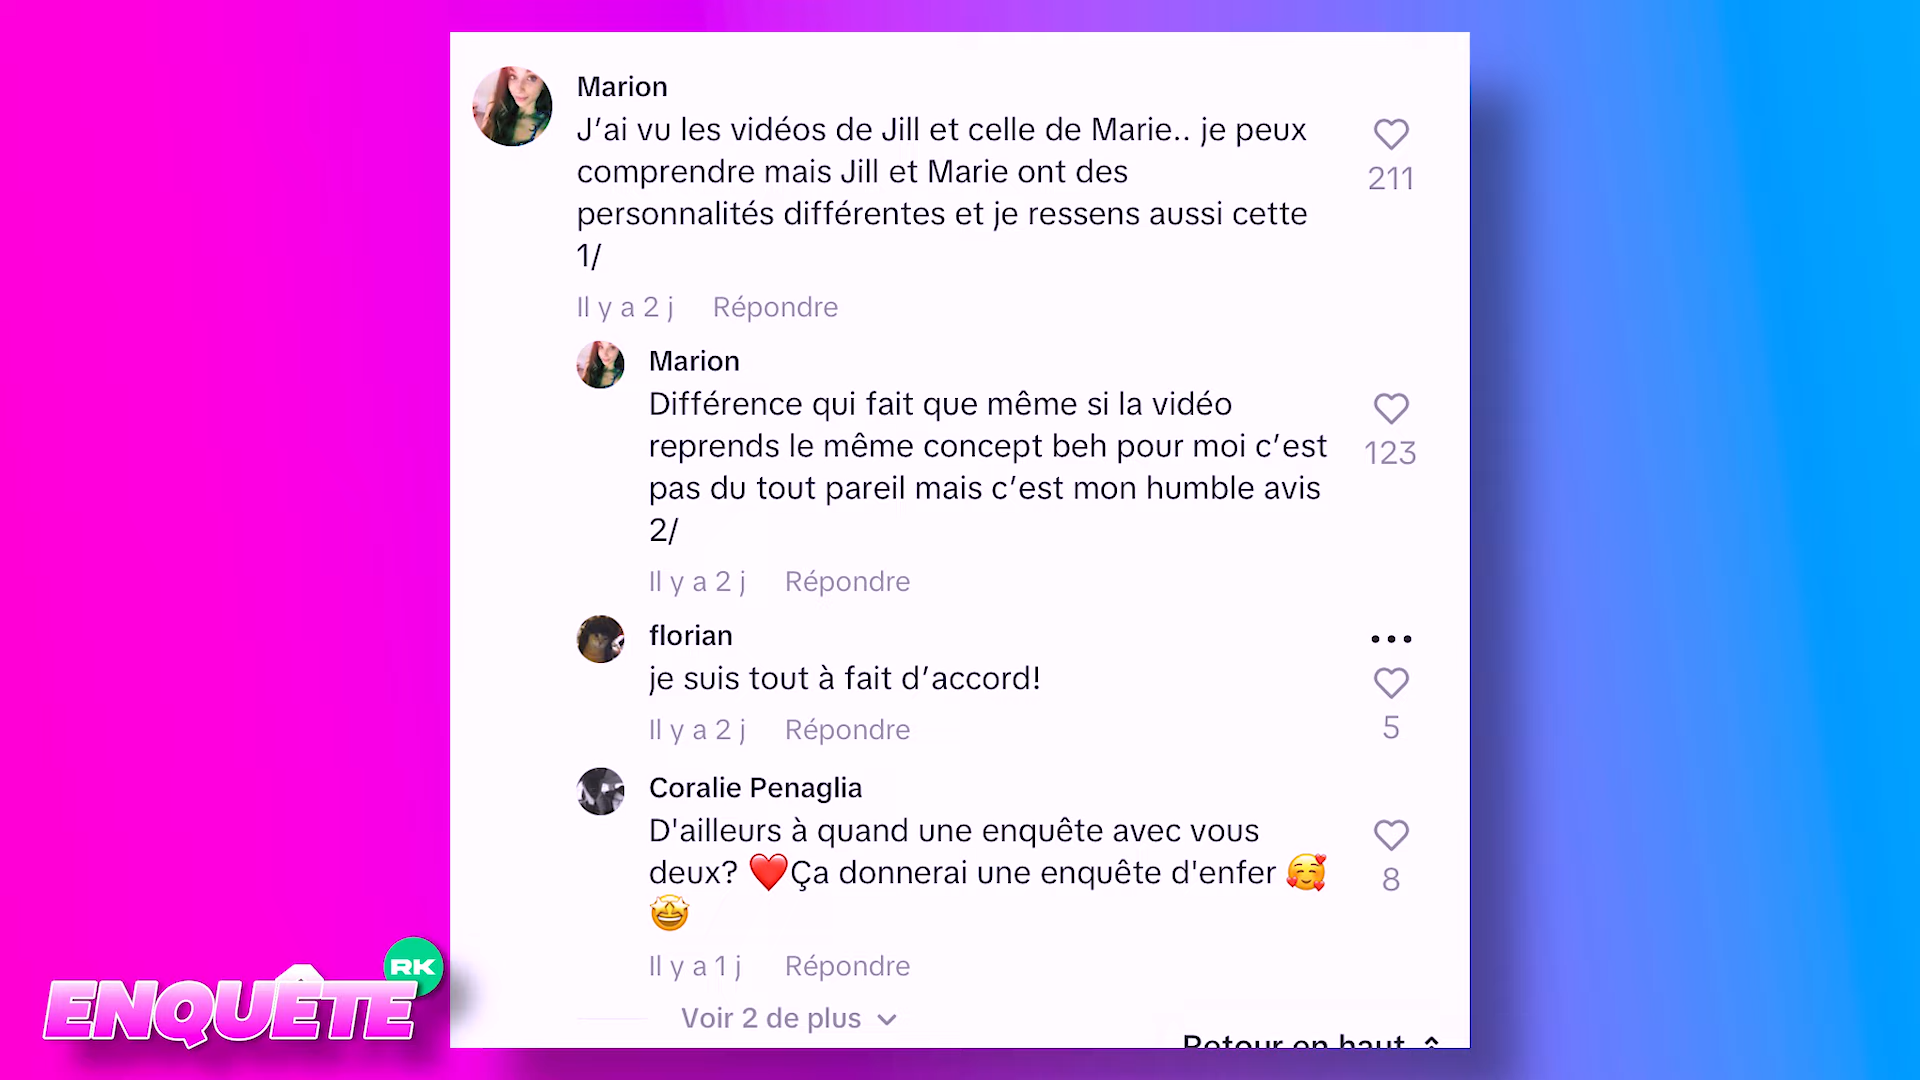 Marion
J’ai vu les vidéos de Jill et celle de Marie.. je peux
comprendre mais Jill et Marie ont des
personnalités différentes et je ressens aussi cette
1/
211
Il y a 2 j Répondre
Marion
Différence qui fait que même si la vidéo
reprends le même concept beh pour moi c’est
pas du tout pareil mais c’est mon humble avis
2/
123
Il y a 2 j Répondre
florian
je suis tout à fait d’accord!
Il y a 2 j Répondre
5
Coralie Penaglia
D'ailleurs à quand une enquête avec vous
deux? ❤️Ça donnerai une enquête d'enfer 🥰
🤩
8
Il y a 1 j Répondre
Voir 2 de plus
Retour en haut
RK
ENQUÊTE